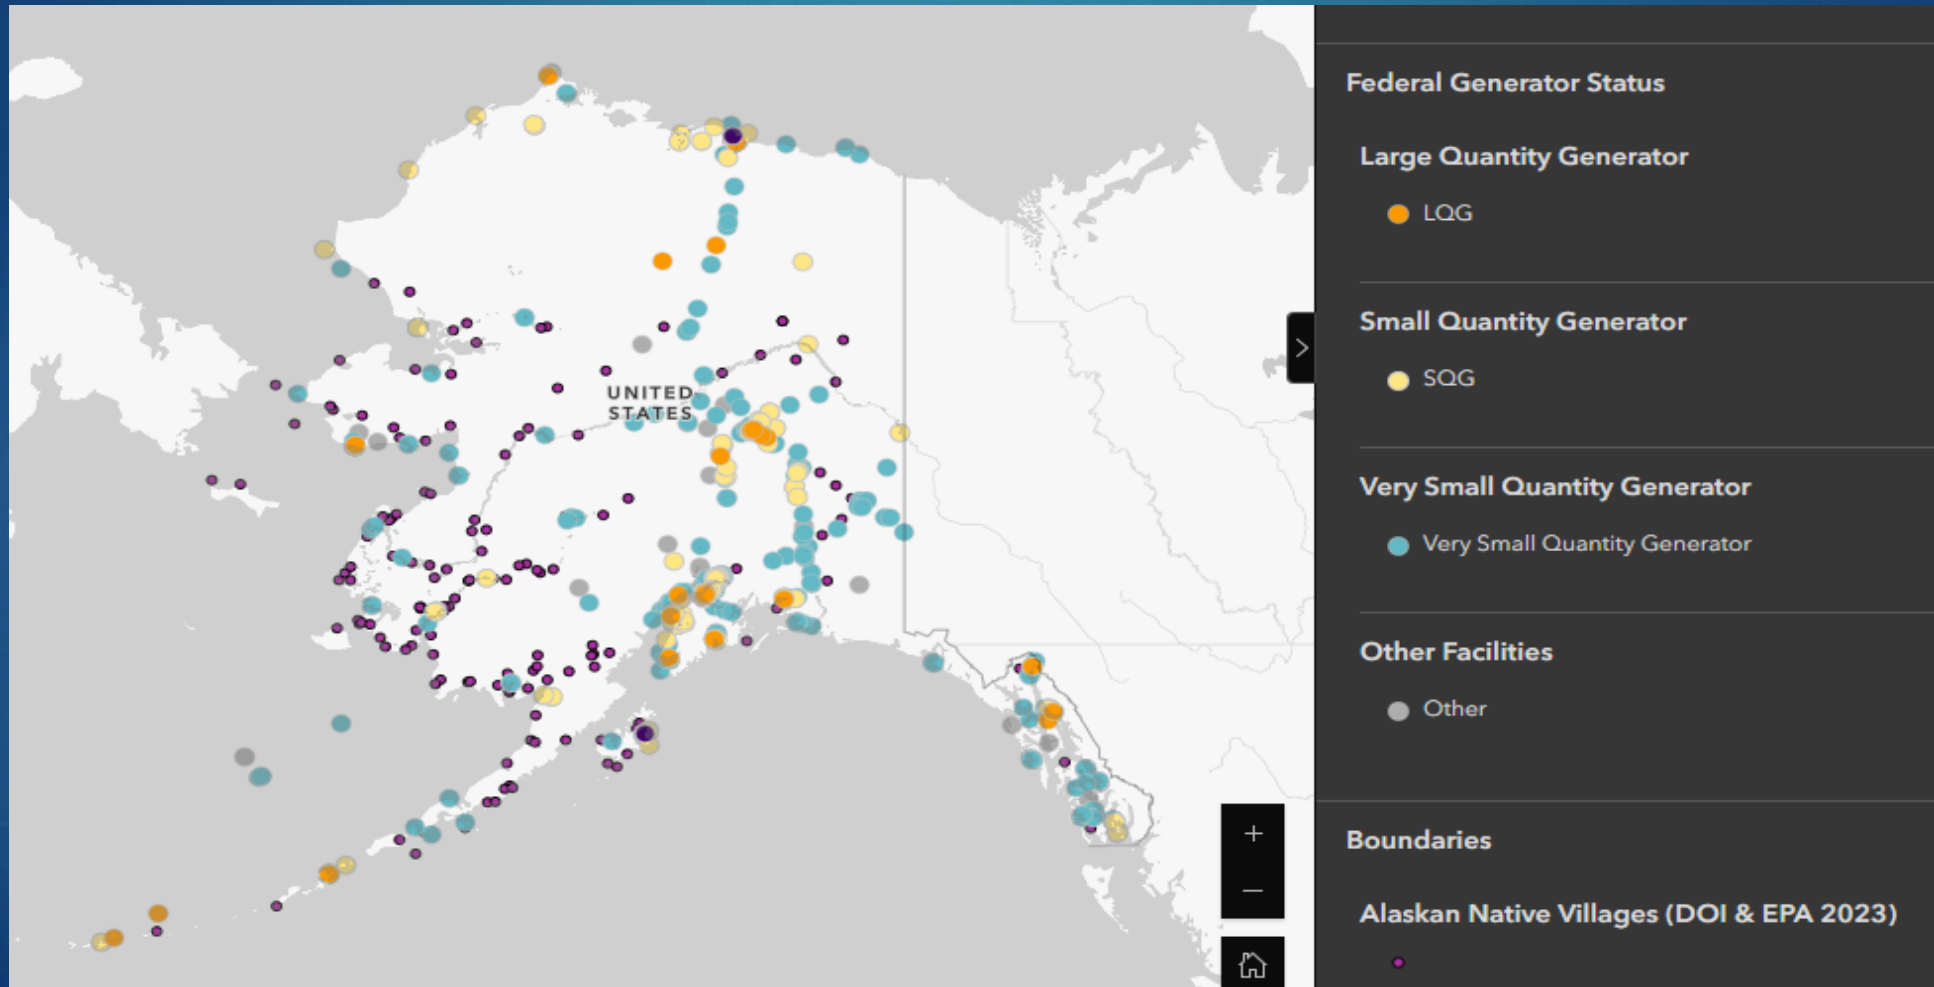 UNITED
STATES
Federal Generator Status
Large Quantity Generator
LQG
Small Quantity Generator
SQG
Very Small Quantity Generator
Very Small Quantity Generator
Other Facilities
Other
Boundaries
Alaskan Native Villages (DOI & EPA 2023)